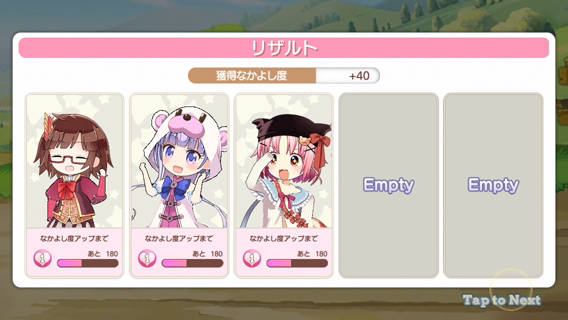 リザルト
獲得なかよし度 +40
なかよし度アップまで
1 あと 180
なかよし度アップまで
1 あと 180
なかよし度アップまで
1 あと 180
Empty
Empty
Tap to Next